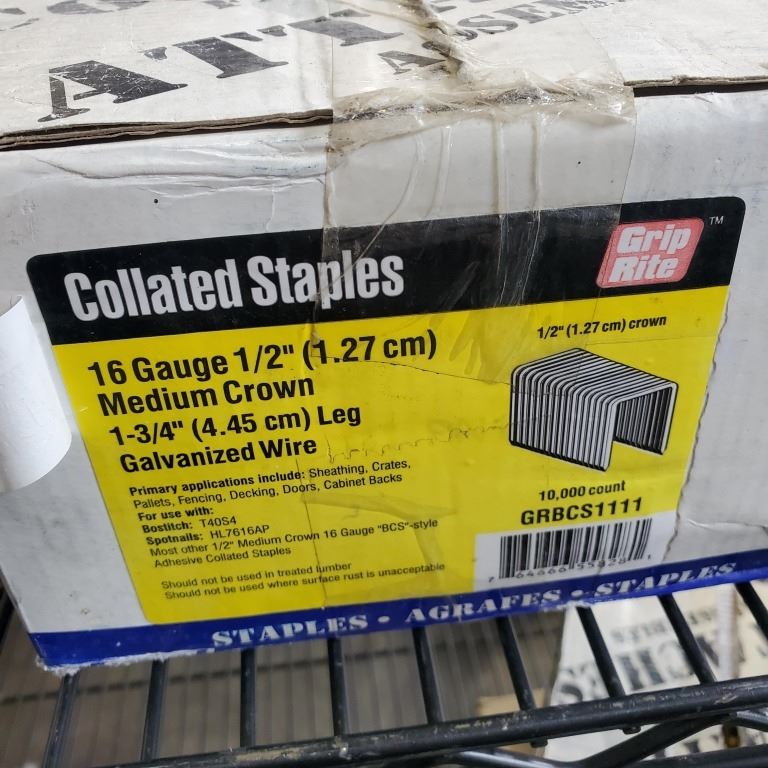 ATT
ASSEM
Collated Staples
Grip
Rite
TM
16 Gauge 1/2" (1.27 cm)
Medium Crown
1-3/4" (4.45 cm) Leg
Galvanized Wire
1/2" (1.27 cm) crown
Primary applications include: Sheathing, Crates,
Pallets, Fencing, Decking, Doors, Cabinet Backs
For use with:
Bostitch: T40S4
Spotnails: HL7616AP
Most other 1/2" Medium Crown 16 Gauge "BCS"-style
Adhesive Collated Staples
Should not be used in treated lumber
Should not be used where surface rust is unacceptable
10,000 count
GRBCS1111
STAPLES • AGRAFES • STAPLES